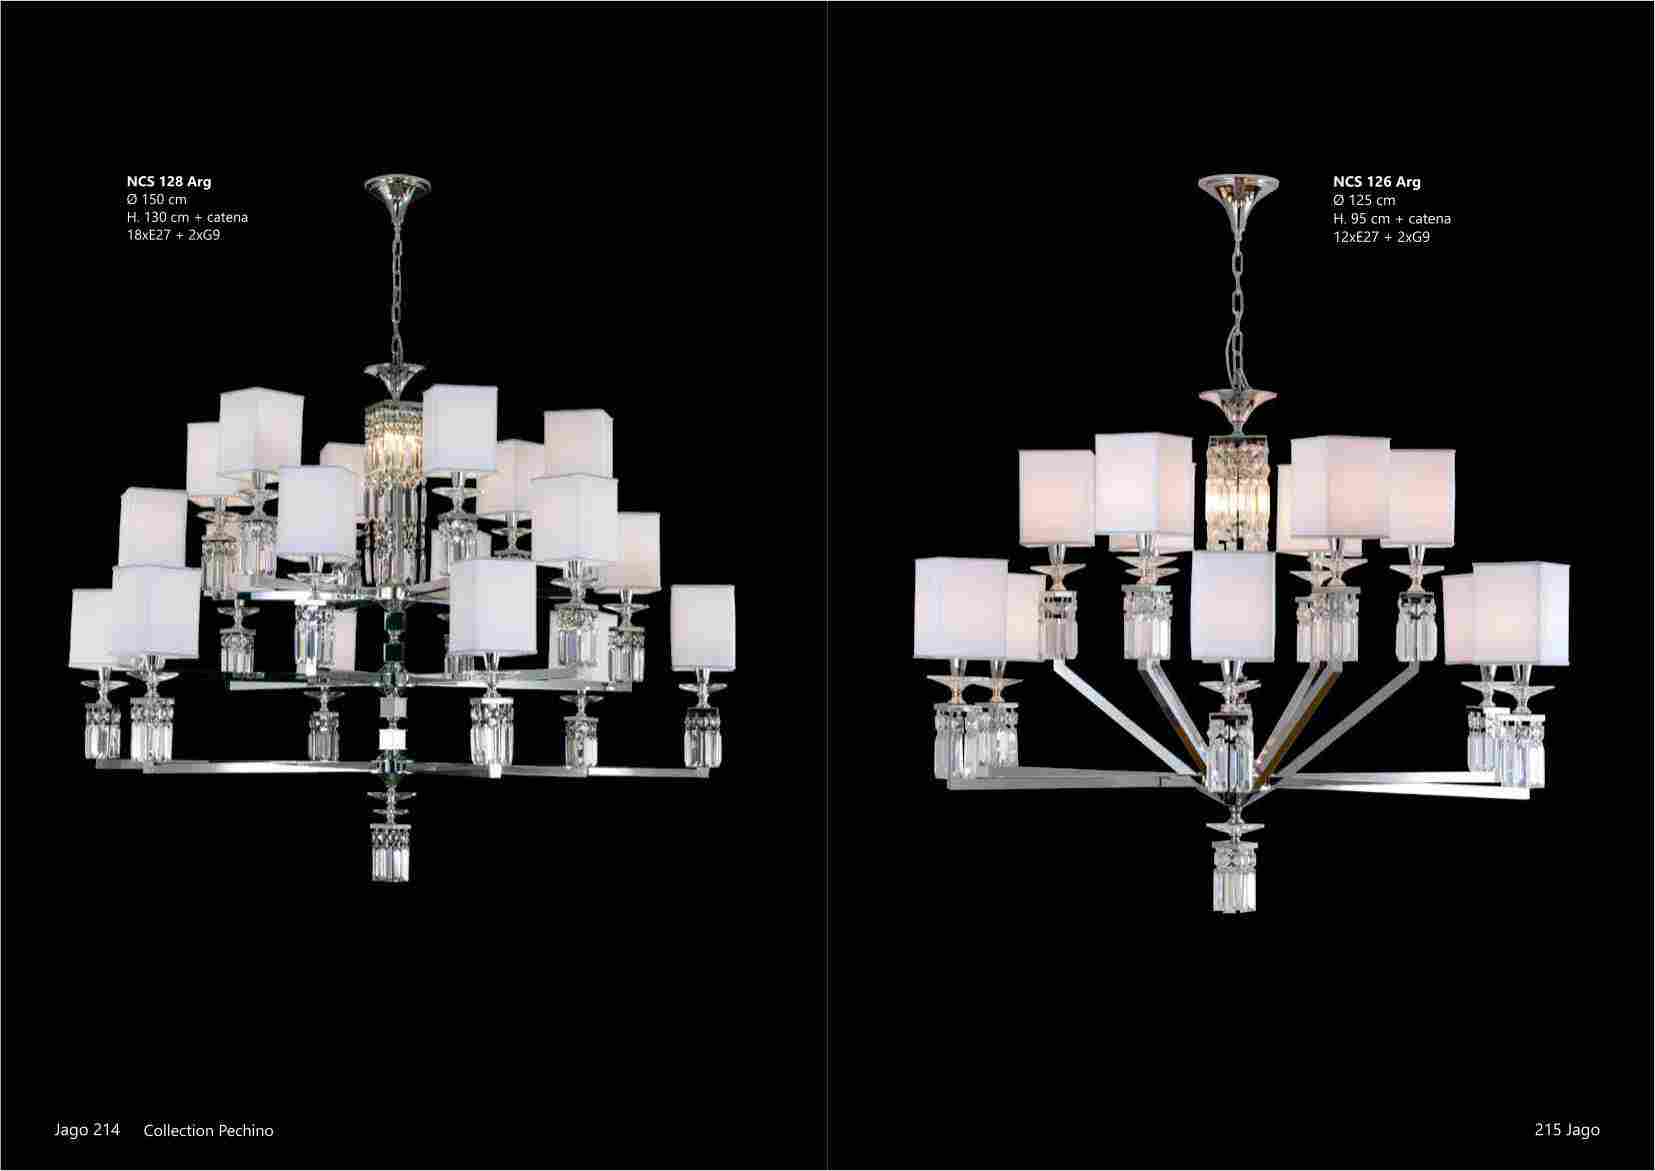 NCS 128 Arg
Ø 150 cm
H. 130 cm + catena
18xE27 + 2xG9
NCS 126 Arg
Ø 125 cm
H. 95 cm + catena
12xE27 + 2xG9
Jago 214 Collection Pechino
215 Jago